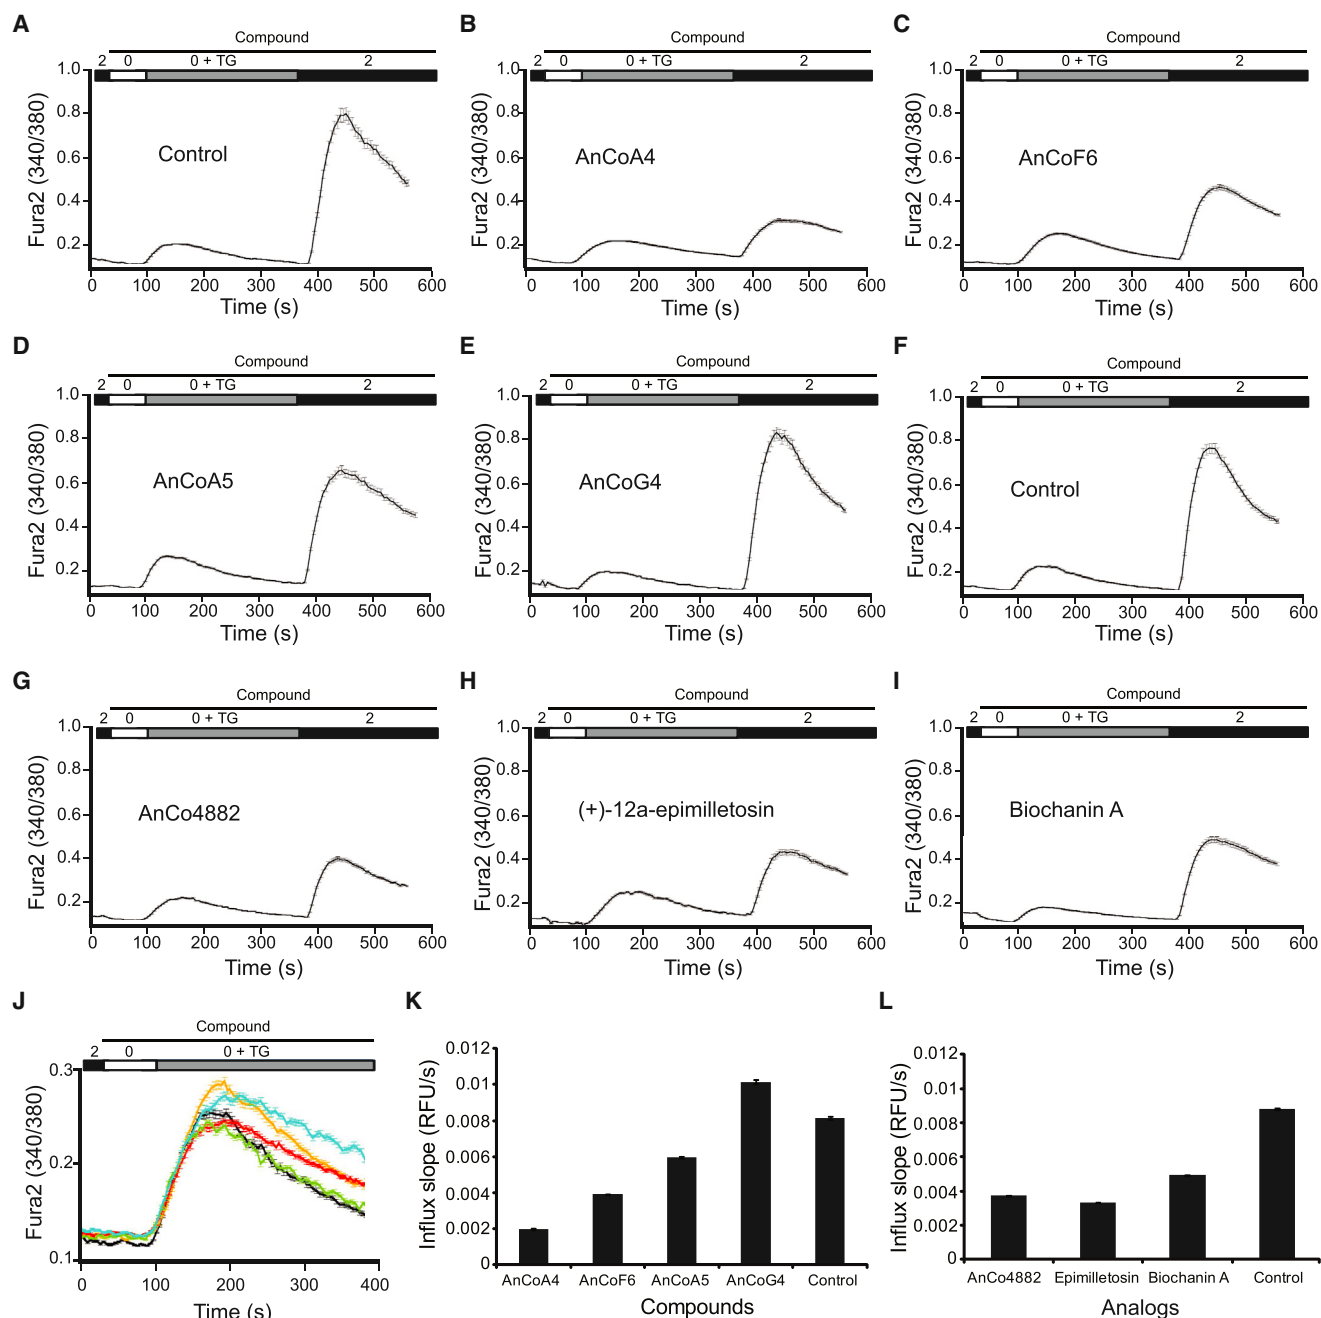 A
Compound
2 0 0 + TG 2
1.0
0.8
0.6
0.4
0.2
Fura2 (340/380)
Control
0 100 200 300 400 500 600
Time (s)
B
Compound
2 0 0 + TG 2
1.0
0.8
0.6
0.4
0.2
Fura2 (340/380)
AnCoA4
0 100 200 300 400 500 600
Time (s)
C
Compound
2 0 0 + TG 2
1.0
0.8
0.6
0.4
0.2
Fura2 (340/380)
AnCoF6
0 100 200 300 400 500 600
Time (s)
D
Compound
2 0 0 + TG 2
1.0
0.8
0.6
0.4
0.2
Fura2 (340/380)
AnCoA5
0 100 200 300 400 500 600
Time (s)
E
Compound
2 0 0 + TG 2
1.0
0.8
0.6
0.4
0.2
Fura2 (340/380)
AnCoG4
0 100 200 300 400 500 600
Time (s)
F
Compound
2 0 0 + TG 2
1.0
0.8
0.6
0.4
0.2
Fura2 (340/380)
Control
0 100 200 300 400 500 600
Time (s)
G
Compound
2 0 0 + TG 2
1.0
0.8
0.6
0.4
0.2
Fura2 (340/380)
AnCo4882
0 100 200 300 400 500 600
Time (s)
H
Compound
2 0 0 + TG 2
1.0
0.8
0.6
0.4
0.2
Fura2 (340/380)
(+)-12a-epimilletosin
0 100 200 300 400 500 600
Time (s)
I
Compound
2 0 0 + TG 2
1.0
0.8
0.6
0.4
0.2
Fura2 (340/380)
Biochanin A
0 100 200 300 400 500 600
Time (s)
J
Compound
2 0 0 + TG
0.3
0.2
0.1
Fura2 (340/380)
0 100 200 300 400
Time (s)
K
0.012
0.01
0.008
0.006
0.004
0.002
0
Influx slope (RFU/s)
AnCoA4 AnCoF6 AnCoA5 AnCoG4 Control
Compounds
L
0.012
0.01
0.008
0.006
0.004
0.002
0
Influx slope (RFU/s)
AnCo4882 Epimilletosin Biochanin A Control
Analogs